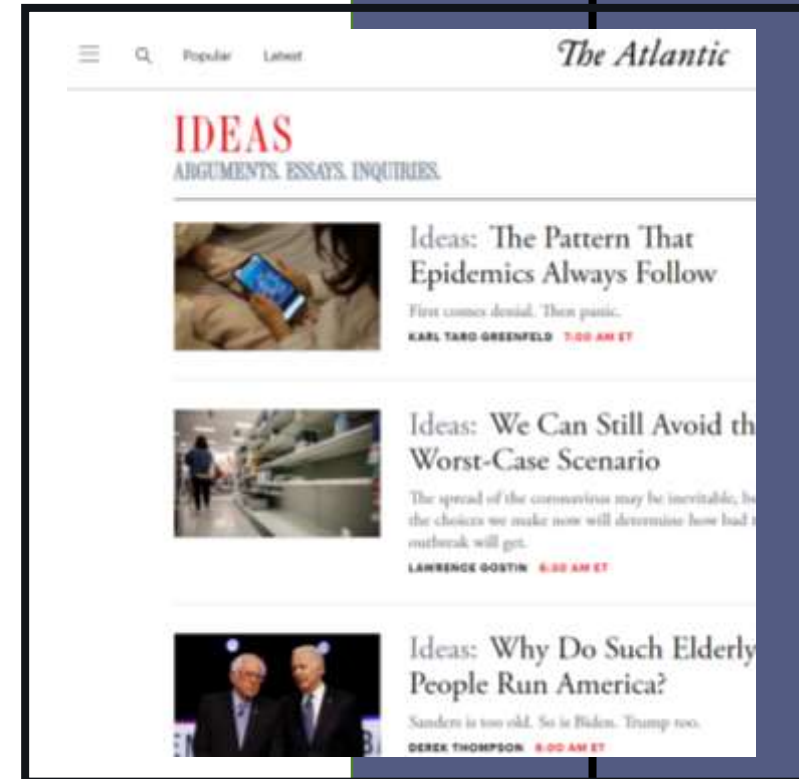 Popular Latest The Atlantic
IDEAS
ARGUMENTS. ESSAYS. INQUIRIES.
Ideas: The Pattern That
Epidemics Always Follow
First comes denial. Then panic.
KARL TARO GREENFELD 7:00 AM ET
Ideas: We Can Still Avoid th
Worst-Case Scenario
The spread of the coronavirus may be inevitable, b
the choices we make now will determine how bad
outbreak will get.
LAWRENCE GOSTIN 6:30 AM ET
Ideas: Why Do Such Elderly
People Run America?
Sanders is too old. So is Biden. Trump too.
DEREK THOMPSON 6:00 AM ET